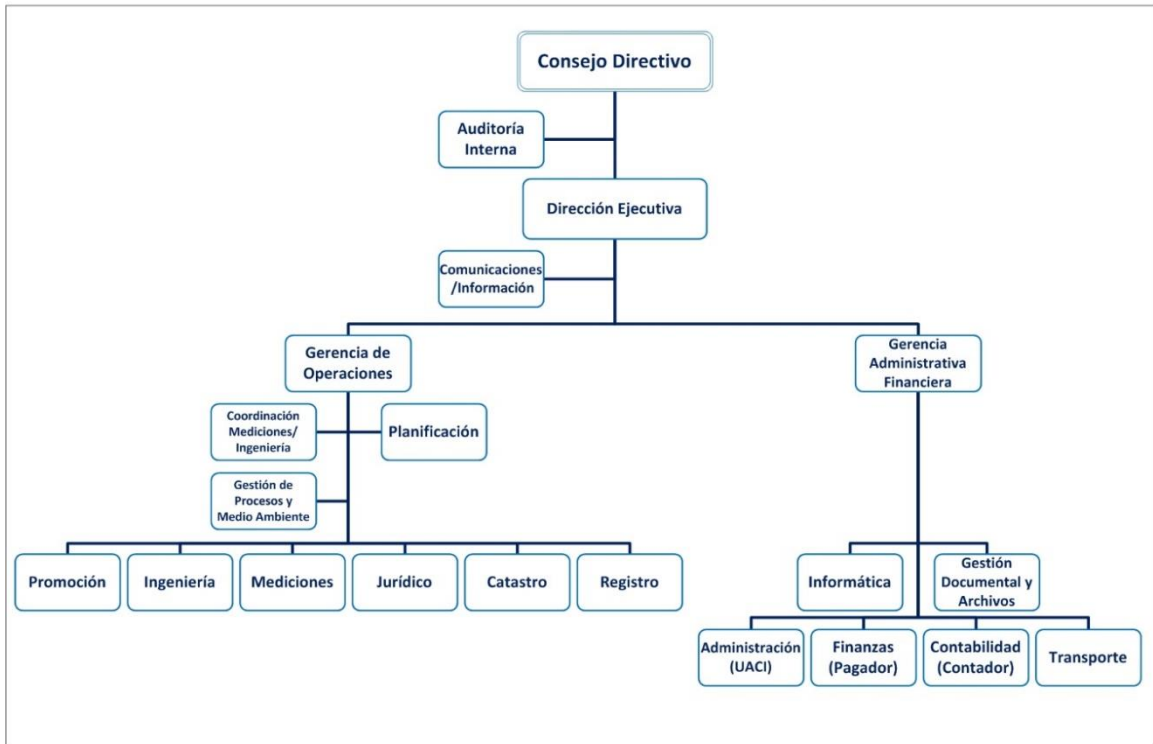 Consejo Directivo
Auditoría
Interna
Dirección Ejecutiva
Comunicaciones
/Información
Gerencia de
Operaciones
Gerencia
Administrativa
Financiera
Coordinación
Mediciones/
Ingeniería
Planificación
Gestión de
Procesos y
Medio Ambiente
Promoción
Ingeniería
Mediciones
Jurídico
Catastro
Registro
Informática
Gestión
Documental y
Archivos
Administración
(UACI)
Finanzas
(Pagador)
Contabilidad
(Contador)
Transporte